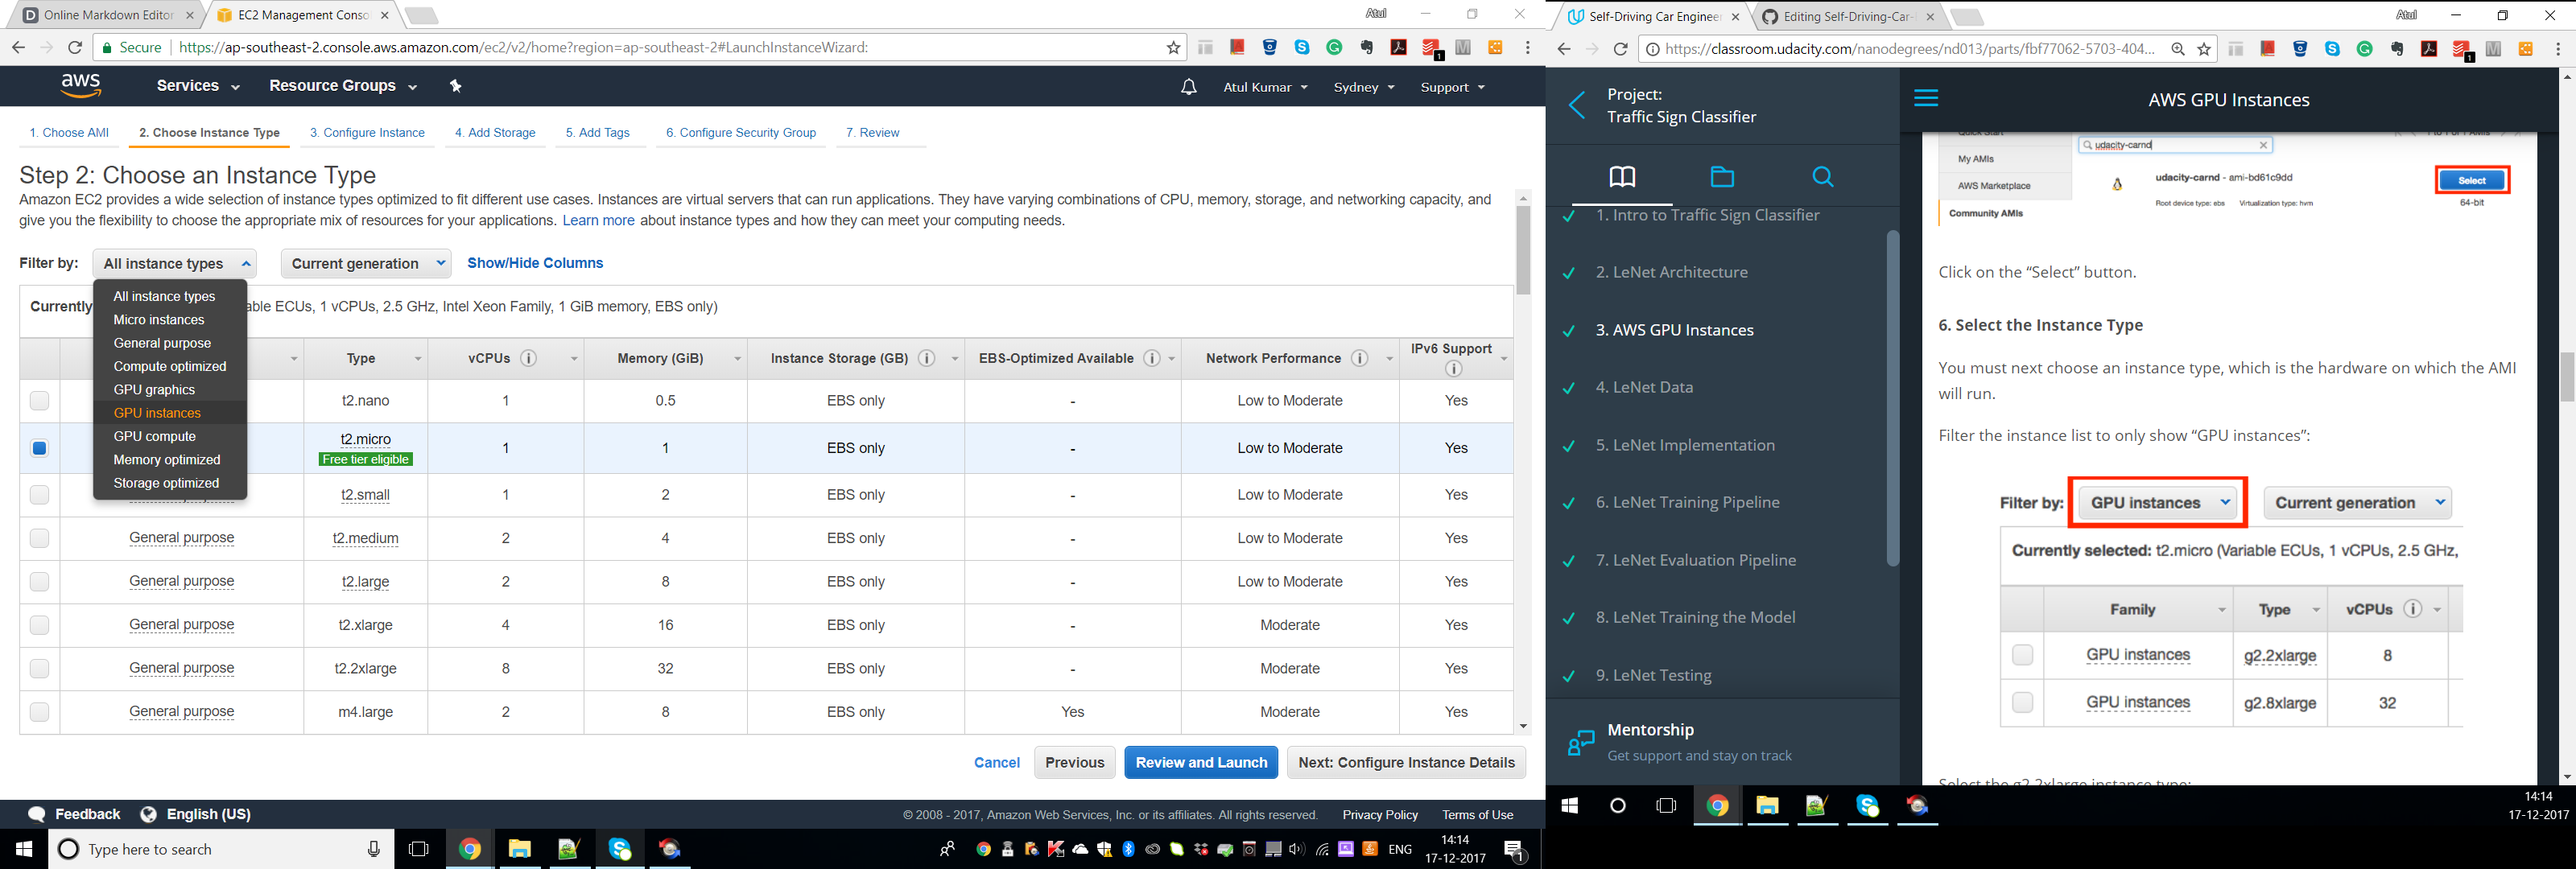 Online Markdown Editor
EC2 Management Conso
Atul
Secure
https://ap-southeast-2.console.aws.amazon.com/ec2/v2/home?region=ap-southeast-2#LaunchInstanceWizard:
aws
Services
Resource Groups
Atul Kumar
Sydney
Support
1. Choose AMI
2. Choose Instance Type
3. Configure Instance
4. Add Storage
5. Add Tags
6. Configure Security Group
7. Review
Step 2: Choose an Instance Type
Amazon EC2 provides a wide selection of instance types optimized to fit different use cases. Instances are virtual servers that can run applications. They have varying combinations of CPU, memory, storage, and networking capacity, and
give you the flexibility to choose the appropriate mix of resources for your applications. Learn more about instance types and how they can meet your computing needs.
Filter by: All instance types Current generation Show/Hide Columns
All instance types
Micro instances
General purpose
Compute optimized
GPU graphics
GPU instances
GPU compute
Memory optimized
Storage optimized
Currently able ECUs, 1 vCPUs, 2.5 GHz, Intel Xeon Family, 1 GiB memory, EBS only)
Type vCPUs Memory (GiB) Instance Storage (GB) EBS-Optimized Available Network Performance IPv6 Support
t2.nano 1 0.5 EBS only - Low to Moderate Yes
t2.micro 1 1 EBS only - Low to Moderate Yes
Free tier eligible
t2.small 1 2 EBS only - Low to Moderate Yes
General purpose t2.medium 2 4 EBS only - Low to Moderate Yes
General purpose t2.large 2 8 EBS only - Low to Moderate Yes
General purpose t2.xlarge 4 16 EBS only - Moderate Yes
General purpose t2.2xlarge 8 32 EBS only - Moderate Yes
General purpose m4.large 2 8 EBS only Yes Moderate Yes
Cancel Previous Review and Launch Next: Configure Instance Details
Feedback English (US)
© 2008 - 2017, Amazon Web Services, Inc. or its affiliates. All rights reserved. Privacy Policy Terms of Use
Type here to search
ENG
14:14
17-12-2017
1
Self-Driving Car Engineer
Editing Self-Driving-Car-
Atul
https://classroom.udacity.com/nanodegrees/nd013/parts/fbf77062-5703-404...
Project:
Traffic Sign Classifier
1. Intro to Traffic Sign Classifier
2. LeNet Architecture
3. AWS GPU Instances
4. LeNet Data
5. LeNet Implementation
6. LeNet Training Pipeline
7. LeNet Evaluation Pipeline
8. LeNet Training the Model
9. LeNet Testing
Mentorship
Get support and stay on track
AWS GPU Instances
Quick Start
1 to 1 of 1 AMIs
My AMIs
udacity-carnd
AWS Marketplace
Community AMIs
udacity-carnd - ami-bd61c9dd
Root device type: ebs Virtualization type: hvm
Select
64-bit
Click on the “Select” button.
6. Select the Instance Type
You must next choose an instance type, which is the hardware on which the AMI
will run.
Filter the instance list to only show “GPU instances”:
Filter by: GPU instances Current generation
Currently selected: t2.micro (Variable ECUs, 1 vCPUs, 2.5 GHz,
Family Type vCPUs
GPU instances g2.2xlarge 8
GPU instances g2.8xlarge 32
Select the g2.2xlarge instance type:
14:14
17-12-2017